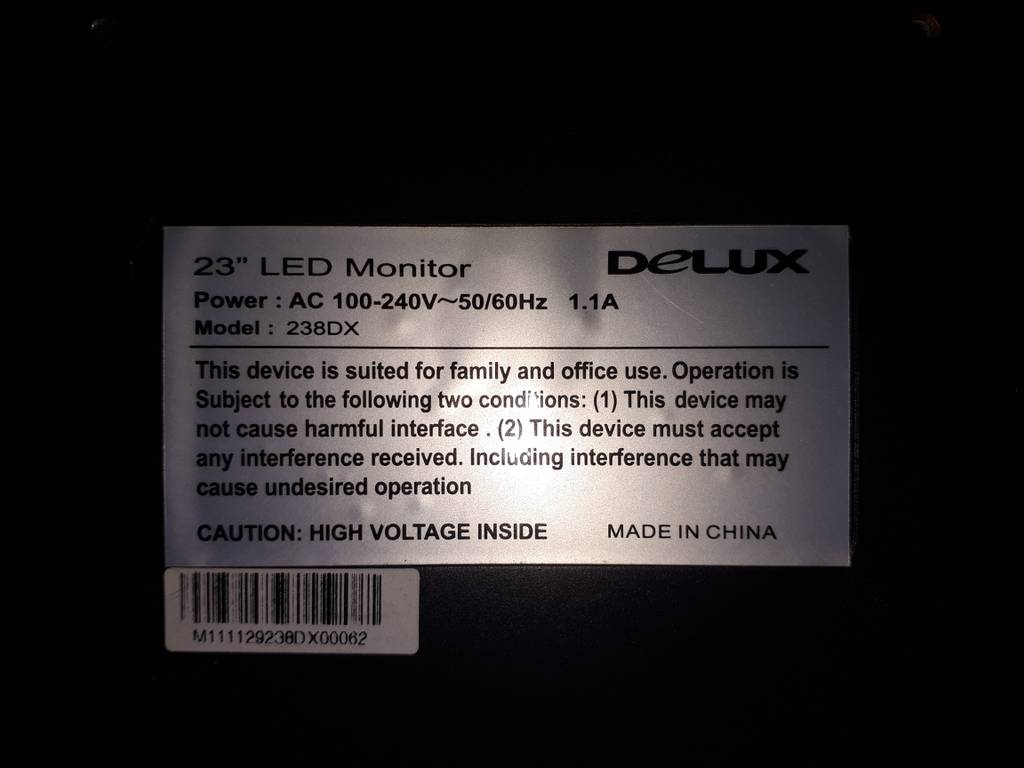 23" LED Monitor DeLUX
Power : AC 100-240V~50/60Hz 1.1A
Model : 238DX
This device is suited for family and office use. Operation is
Subject to the following two conditions: (1) This device may
not cause harmful interface . (2) This device must accept
any interference received. Including interference that may
cause undesired operation
CAUTION: HIGH VOLTAGE INSIDE MADE IN CHINA
M111129238DX00062